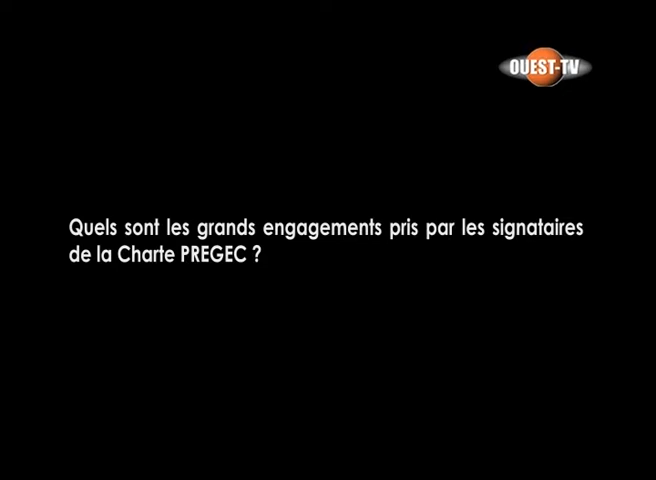 OUEST-TV
Quels sont les grands engagements pris par les signataires
de la Charte PREGEC ?